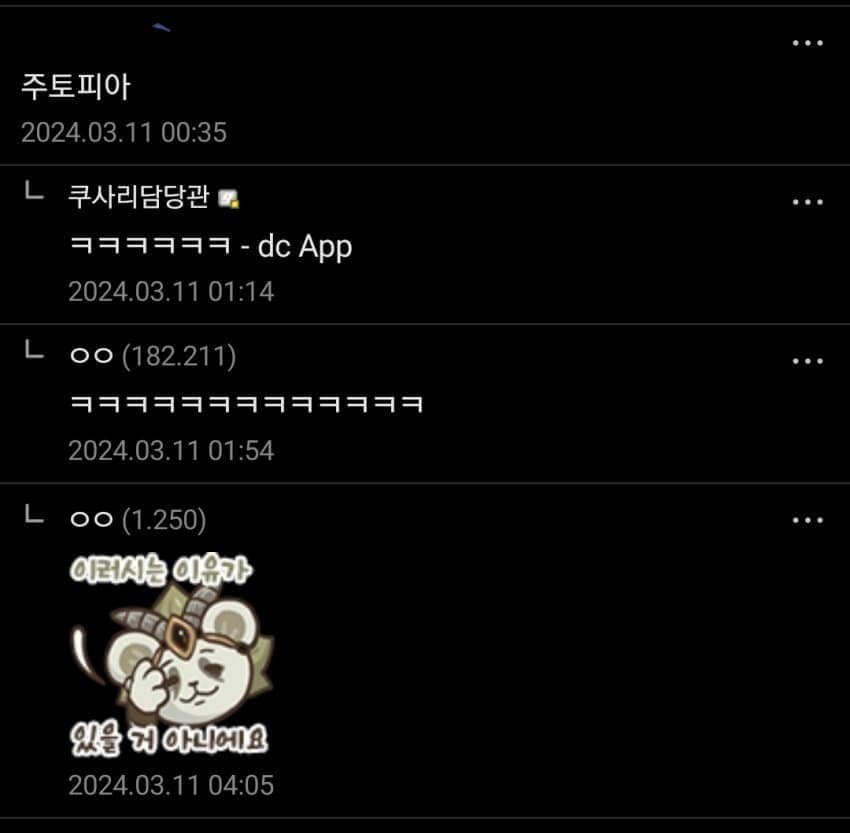 주토피아
2024.03.11 00:35
쿠사리담당관
ㅋㅋㅋㅋㅋㅋ - dc App
2024.03.11 01:14
ㅇㅇ (182.211)
ㅋㅋㅋㅋㅋㅋㅋㅋㅋㅋㅋㅋㅋ
2024.03.11 01:54
ㅇㅇ (1.250)
이러시는 이유가
있을 거 아니에요
2024.03.11 04:05